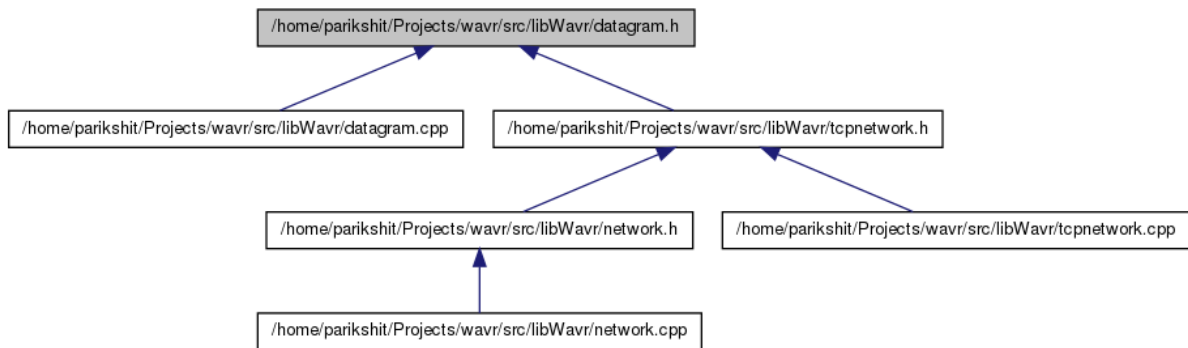 /home/parikshit/Projects/wavr/src/libWavr/datagram.h
/home/parikshit/Projects/wavr/src/libWavr/datagram.cpp
/home/parikshit/Projects/wavr/src/libWavr/tcpnetwork.h
/home/parikshit/Projects/wavr/src/libWavr/network.h
/home/parikshit/Projects/wavr/src/libWavr/tcpnetwork.cpp
/home/parikshit/Projects/wavr/src/libWavr/network.cpp